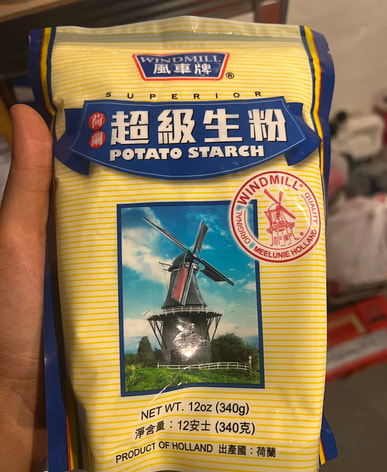 WINDMILL
風車牌
®
SUPERIOR
荷蘭
超級生粉
POTATO STARCH
WINDMILL
ORIGINAL QUALITY
MEELUNIE HOLLAND
NET WT. 12oz (340g)
淨含量：12安士 (340克)
PRODUCT OF HOLLAND 出產國：荷蘭